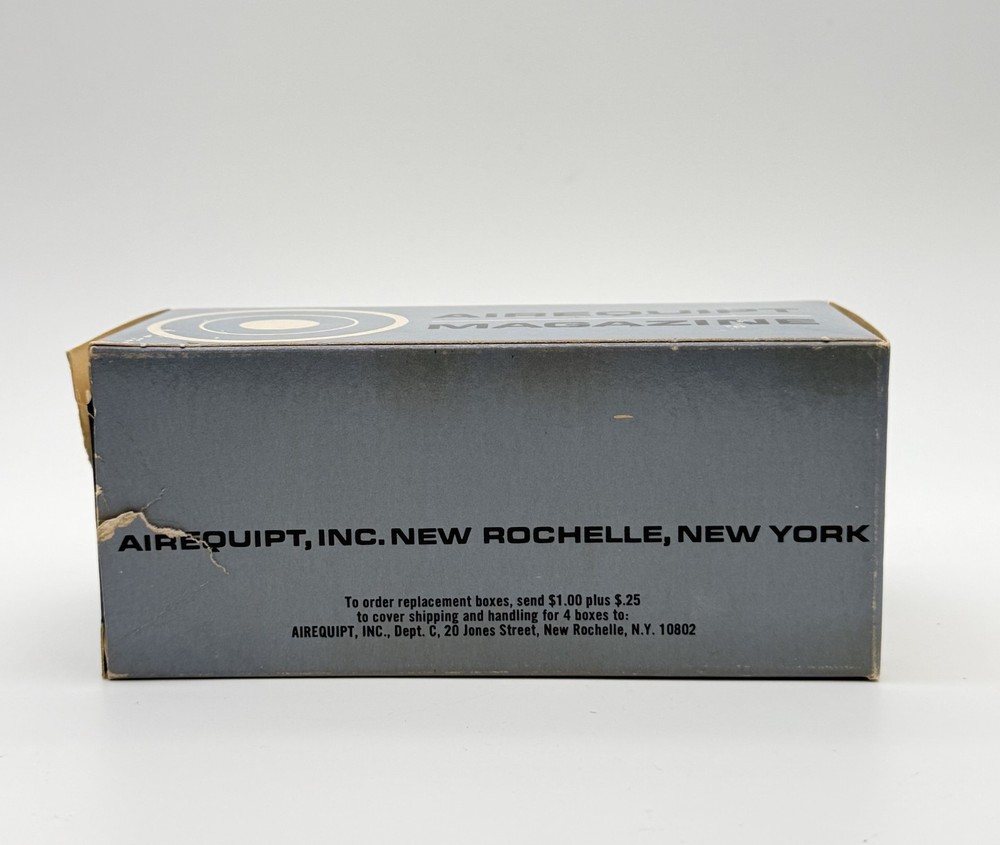 AIREQUIPT
MAGAZINE
AIREQUIPT, INC. NEW ROCHELLE, NEW YORK
To order replacement boxes, send $1.00 plus $.25
to cover shipping and handling for 4 boxes to:
AIREQUIPT, INC., Dept. C, 20 Jones Street, New Rochelle, N.Y. 10802